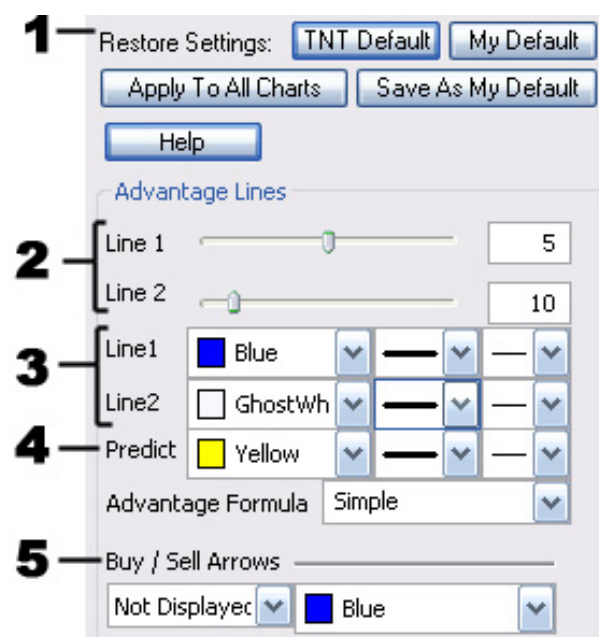 1 Restore Settings: TNT Default My Default
Apply To All Charts Save As My Default
Help
Advantage Lines
2
Line 1 5
Line 2 10
3
Line1 Blue
Line2 GhostWh
4 Predict Yellow
Advantage Formula Simple
5 Buy / Sell Arrows
Not Displayec Blue